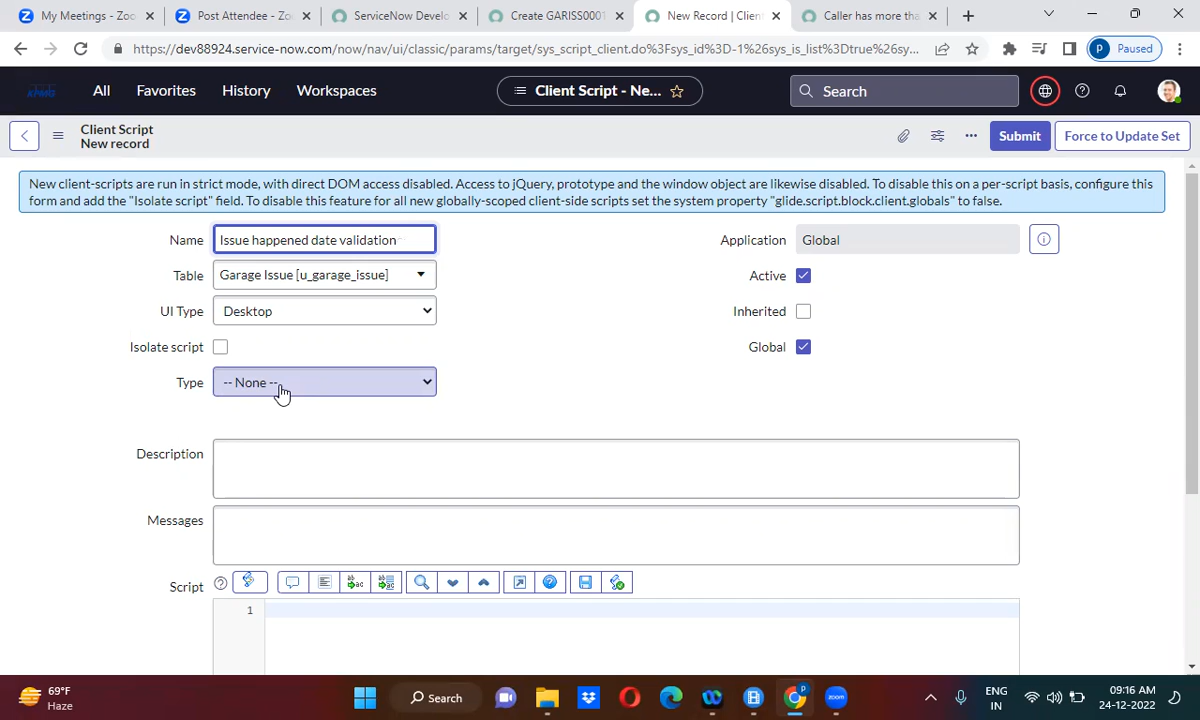 My Meetings - Zoo
Post Attendee - Zo
ServiceNow Develo
Create GARISS0001
New Record | Clien
Caller has more tha
https://dev88924.service-now.com/now/nav/ui/classic/params/target/sys_script_client.do%3Fsys_id%3D-1%26sys_is_list%3Dtrue%26sy...
P Paused
KPMG All Favorites History Workspaces
Client Script - Ne...
Search
Client Script
New record
Submit
Force to Update Set
New client-scripts are run in strict mode, with direct DOM access disabled. Access to jQuery, prototype and the window object are likewise disabled. To disable this on a per-script basis, configure this
form and add the "Isolate script" field. To disable this feature for all new globally-scoped client-side scripts set the system property "glide.script.block.client.globals" to false.
Name Issue happened date validation
Application Global
Table Garage Issue [u_garage_issue]
Active
UI Type Desktop
Inherited
Isolate script
Global
Type -- None --
Description
Messages
Script
1
69°F
Haze
Search
zoom
ENG
IN
09:16 AM
24-12-2022